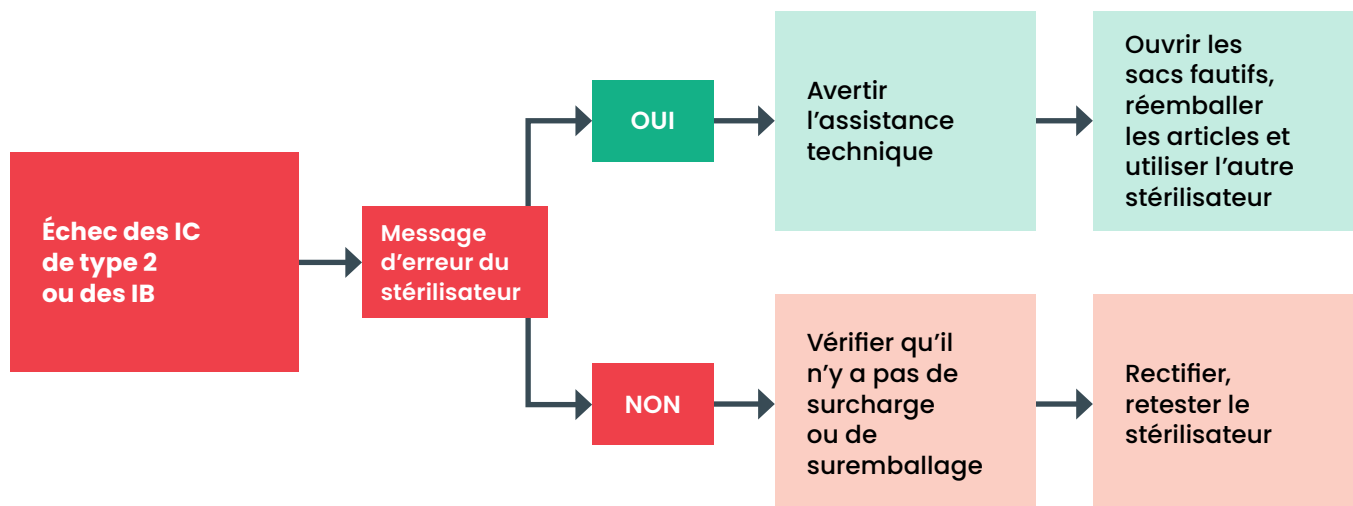 Échec des IC
de type 2
ou des IB
Message
d'erreur du
stérilisateur
OUI
Avertir
l'assistance
technique
Ouvrir les
sacs fautifs,
réemballer
les articles et
utiliser l'autre
stérilisateur
NON
Vérifier qu'il
n'y a pas de
surcharge
ou de
suremballage
Rectifier,
retester le
stérilisateur